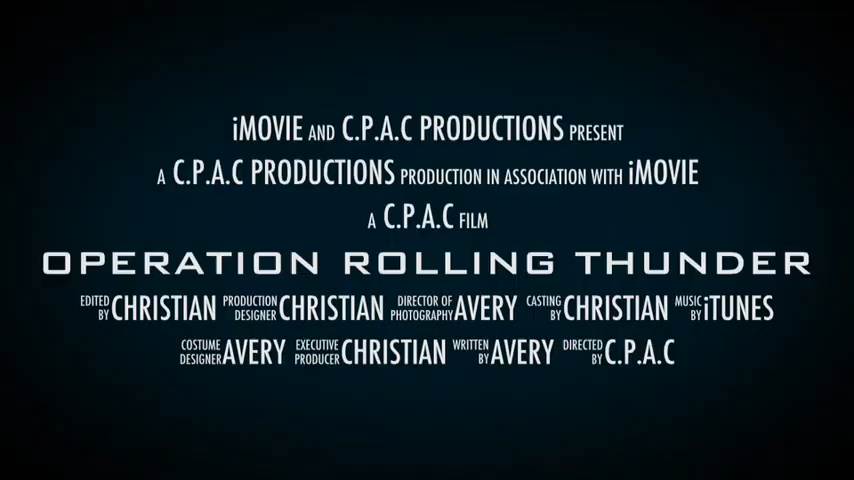 iMOVIE AND C.P.A.C PRODUCTIONS PRESENT
A C.P.A.C PRODUCTIONS PRODUCTION IN ASSOCIATION WITH iMOVIE
A C.P.A.C FILM
OPERATION ROLLING THUNDER
EDITED BY CHRISTIAN PRODUCTION DESIGNER CHRISTIAN DIRECTOR OF PHOTOGRAPHY AVERY CASTING BY CHRISTIAN MUSIC BY iTUNES
COSTUME DESIGNER AVERY EXECUTIVE PRODUCER CHRISTIAN WRITTEN BY AVERY DIRECTED BY C.P.A.C